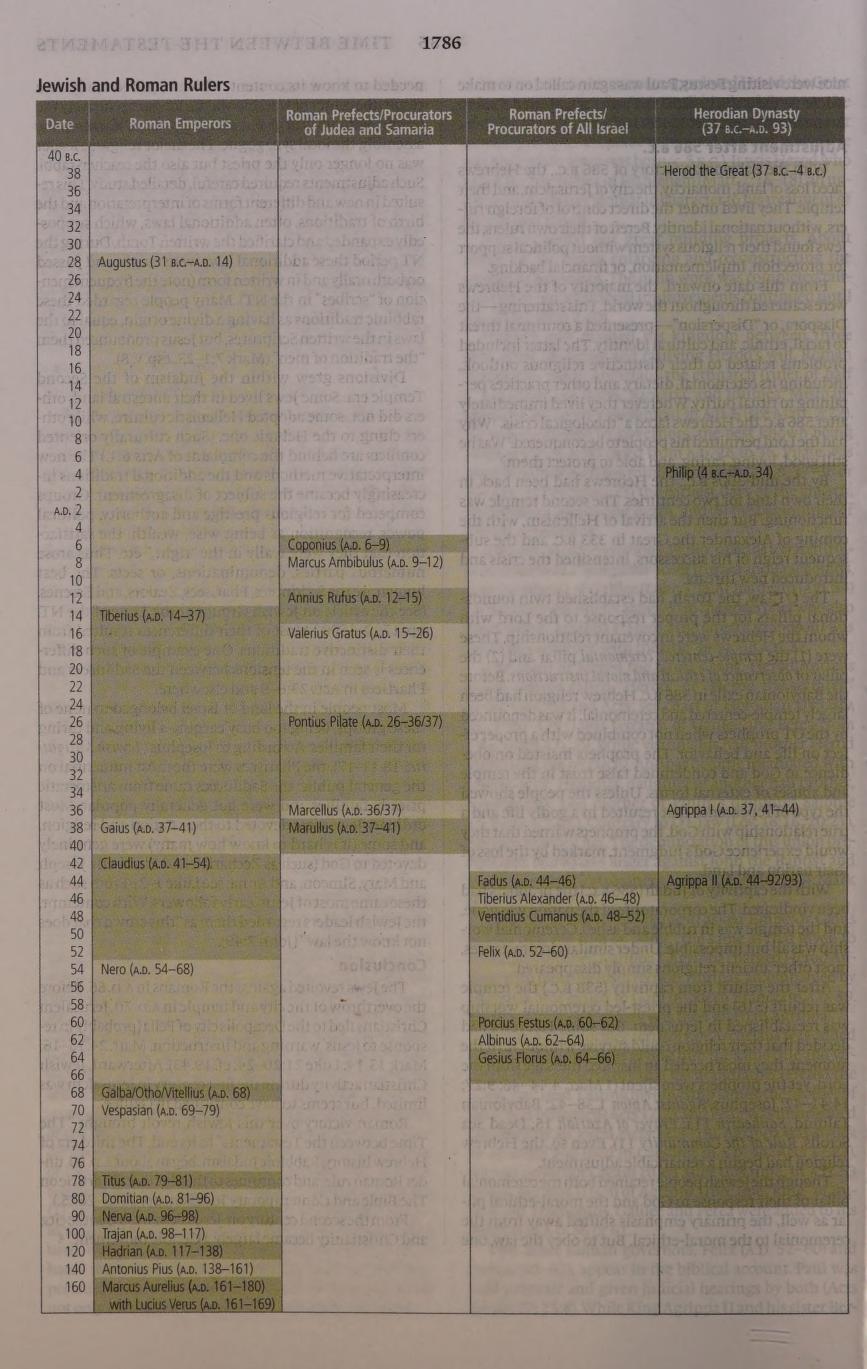 1786
Jewish and Roman Rulers
Date
Roman Emperors
Roman Prefects/Procurators
of Judea and Samaria
Roman Prefects/
Procurators of All Israel
Herodian Dynasty
(37 B.C.–A.D. 93)
40 B.C.
38 Herod the Great (37 B.C.–4 B.C.)
36
34
32
30
28 Augustus (31 B.C.–A.D. 14)
26
24
22
20
18
16
14
12
10
8
6
4 Philip (4 B.C.–A.D. 34)
2
A.D. 2
4
6 Coponius (A.D. 6–9)
8 Marcus Ambibulus (A.D. 9–12)
10
12 Annius Rufus (A.D. 12–15)
14 Tiberius (A.D. 14–37)
16 Valerius Gratus (A.D. 15–26)
18
20
22
24
26 Pontius Pilate (A.D. 26–36/37)
28
30
32
34
36 Marcellus (A.D. 36/37) Agrippa I (A.D. 37, 41–44)
38 Gaius (A.D. 37–41) Marullus (A.D. 37–41)
40
42 Claudius (A.D. 41–54)
44 Fadus (A.D. 44–46) Agrippa II (A.D. 44–92/93)
46 Tiberius Alexander (A.D. 46–48)
48 Ventidius Cumanus (A.D. 48–52)
50
52 Felix (A.D. 52–60)
54 Nero (A.D. 54–68)
56
58
60 Porcius Festus (A.D. 60–62)
62 Albinus (A.D. 62–64)
64 Gesius Florus (A.D. 64–66)
66
68 Galba/Otho/Vitellius (A.D. 68)
70 Vespasian (A.D. 69–79)
72
74
76
78 Titus (A.D. 79–81)
80 Domitian (A.D. 81–96)
90 Nerva (A.D. 96–98)
100 Trajan (A.D. 98–117)
120 Hadrian (A.D. 117–138)
140 Antonius Pius (A.D. 138–161)
160 Marcus Aurelius (A.D. 161–180)
with Lucius Verus (A.D. 161–169)